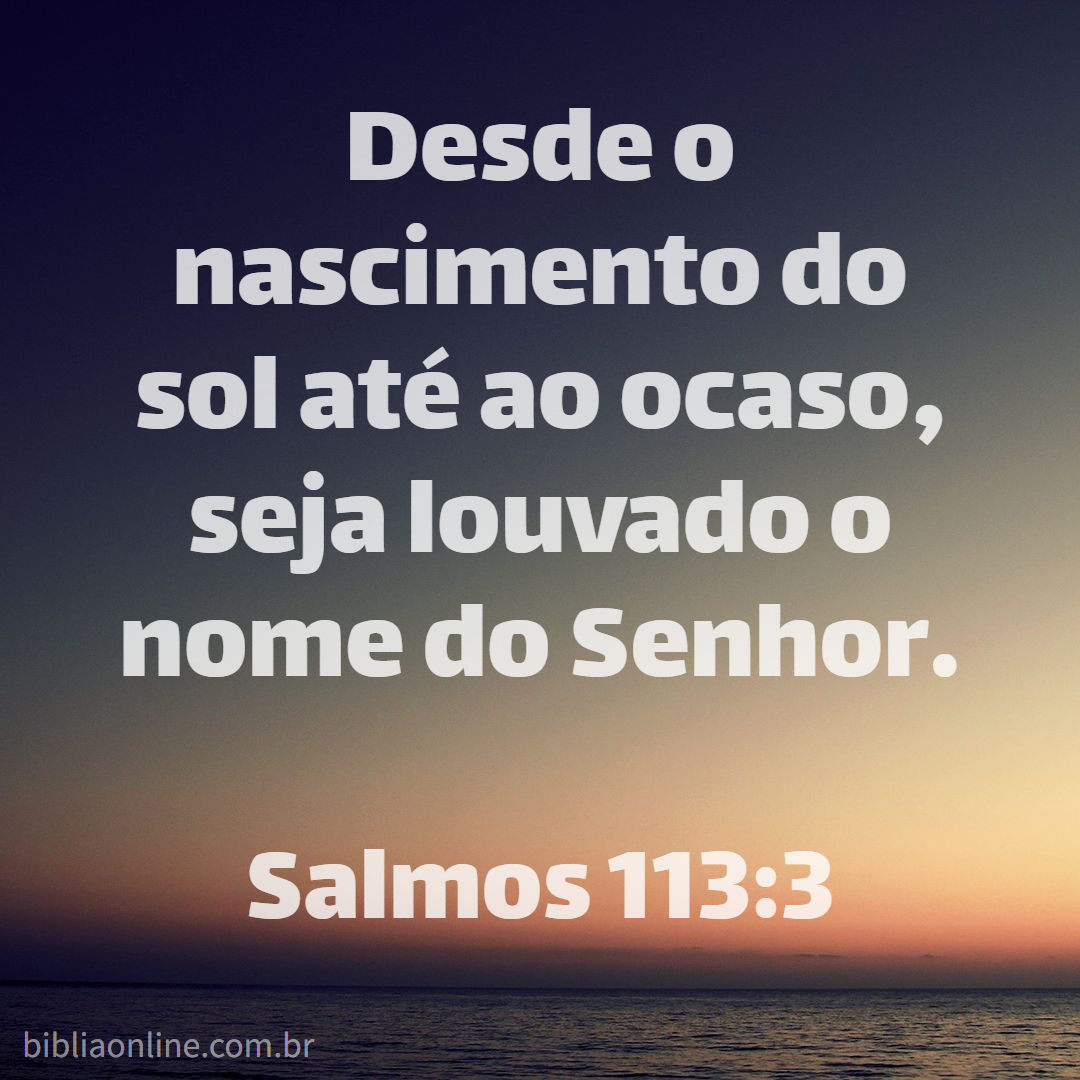 Desde o
nascimento do
sol até ao ocaso,
seja louvado o
nome do Senhor.
Salmos 113:3
bibliaonline.com.br